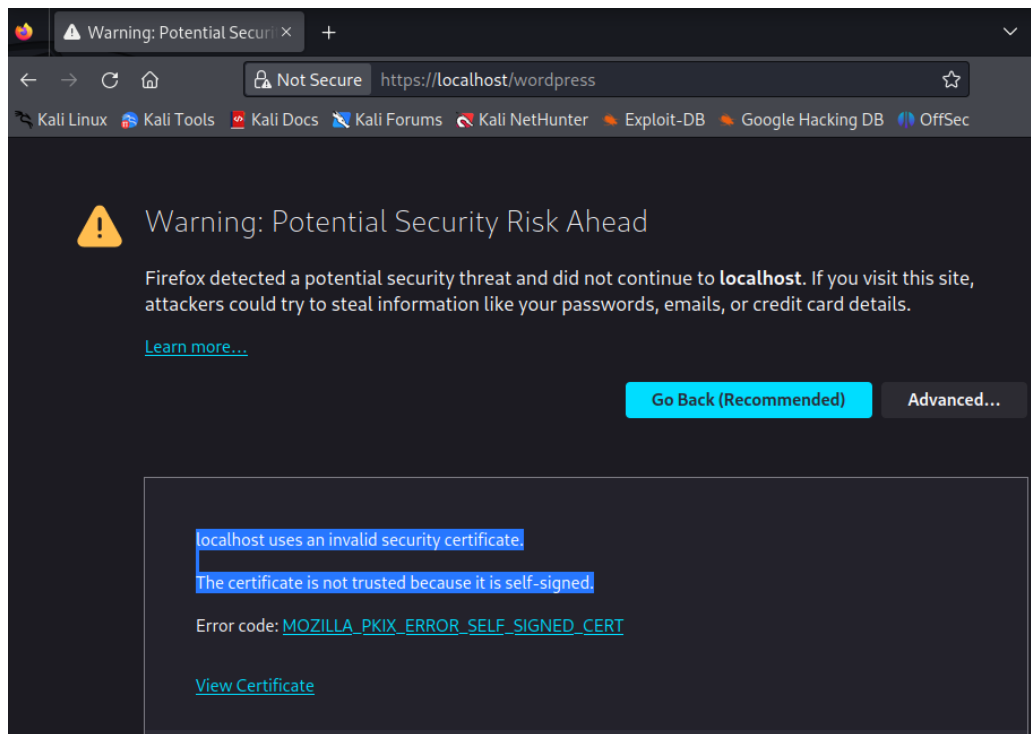 Warning: Potential Securi
Not Secure https://localhost/wordpress
Kali Linux Kali Tools Kali Docs Kali Forums Kali NetHunter Exploit-DB Google Hacking DB OffSec
Warning: Potential Security Risk Ahead
Firefox detected a potential security threat and did not continue to localhost. If you visit this site,
attackers could try to steal information like your passwords, emails, or credit card details.
Learn more…
Go Back (Recommended) Advanced…
localhost uses an invalid security certificate.
The certificate is not trusted because it is self-signed.
Error code: MOZILLA_PKIX_ERROR_SELF_SIGNED_CERT
View Certificate